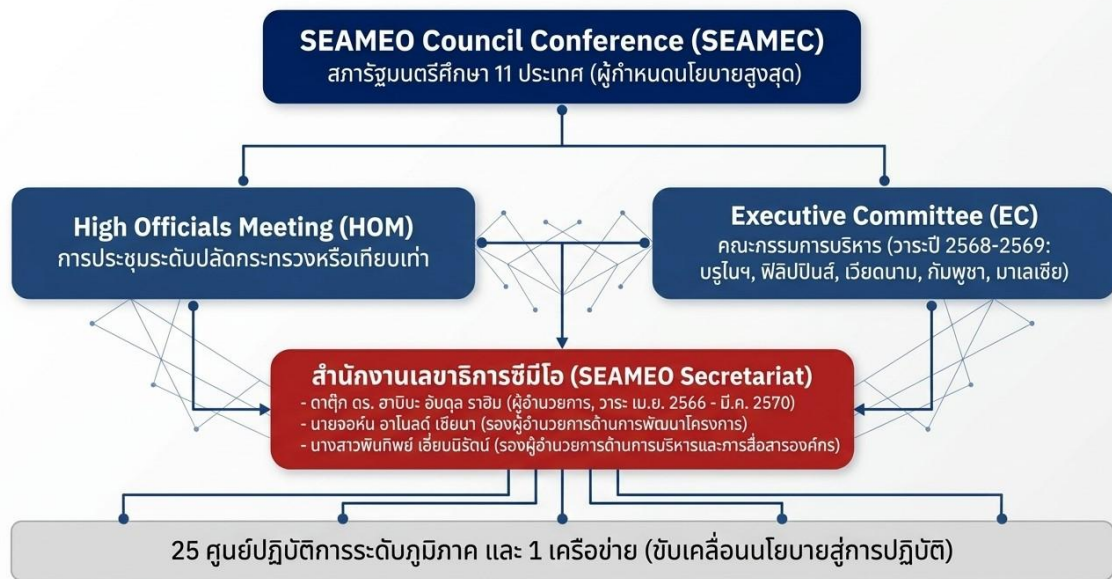 SEAMEO Council Conference (SEAMEC)
สภารัฐมนตรีศึกษา 11 ประเทศ (ผู้กำหนดนโยบายสูงสุด)
High Officials Meeting (HOM)
การประชุมระดับปลัดกระทรวงหรือเทียบเท่า
Executive Committee (EC)
คณะกรรมการบริหาร (วาระปี 2568-2569:
บรูไนฯ, ฟิลิปปินส์, เวียดนาม, กัมพูชา, มาเลเซีย)
สำนักงานเลขาธิการซีมีโอ (SEAMEO Secretariat)
- ดาตุ๊ก ดร. ฮาบิบะ อับดุล ราฮิม (ผู้อำนวยการ, วาระ เม.ย. 2566 - มี.ค. 2570)
- นายจอห์น อาโนลด์ เซียนา (รองผู้อำนวยการด้านการพัฒนาโครงการ)
- นางสาวพินทิพย์ เอี่ยมนิรัตน์ (รองผู้อำนวยการด้านการบริหารและการสื่อสารองค์กร)
25 ศูนย์ปฏิบัติการระดับภูมิภาค และ 1 เครือข่าย (ขับเคลื่อนนโยบายสู่การปฏิบัติ)